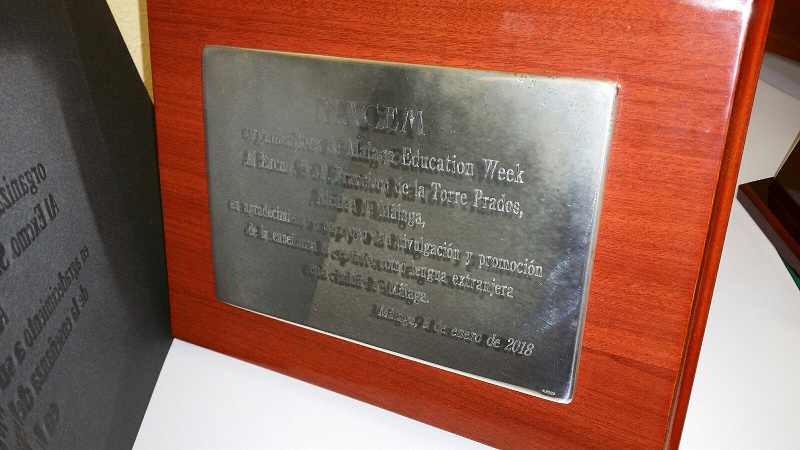 organizadora de Malaga Education Week
Al Excmo. Sr. D. Francisco de la Torre Prados,
Alcalde de Málaga,
en agradecimiento a su apoyo a la divulgación y promoción
de la enseñanza del español como lengua extranjera
en la ciudad de Málaga.
Málaga, de enero de 2018